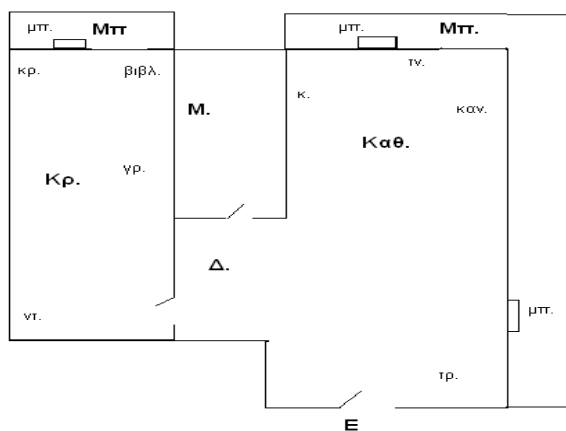 μπ. Μπ
μπ. Μπ.
κρ. βιβλ.
τν.
κ.
καν.
Μ.
Καθ.
γρ.
Κρ.
Δ.
ντ.
μπ.
τρ.
Ε